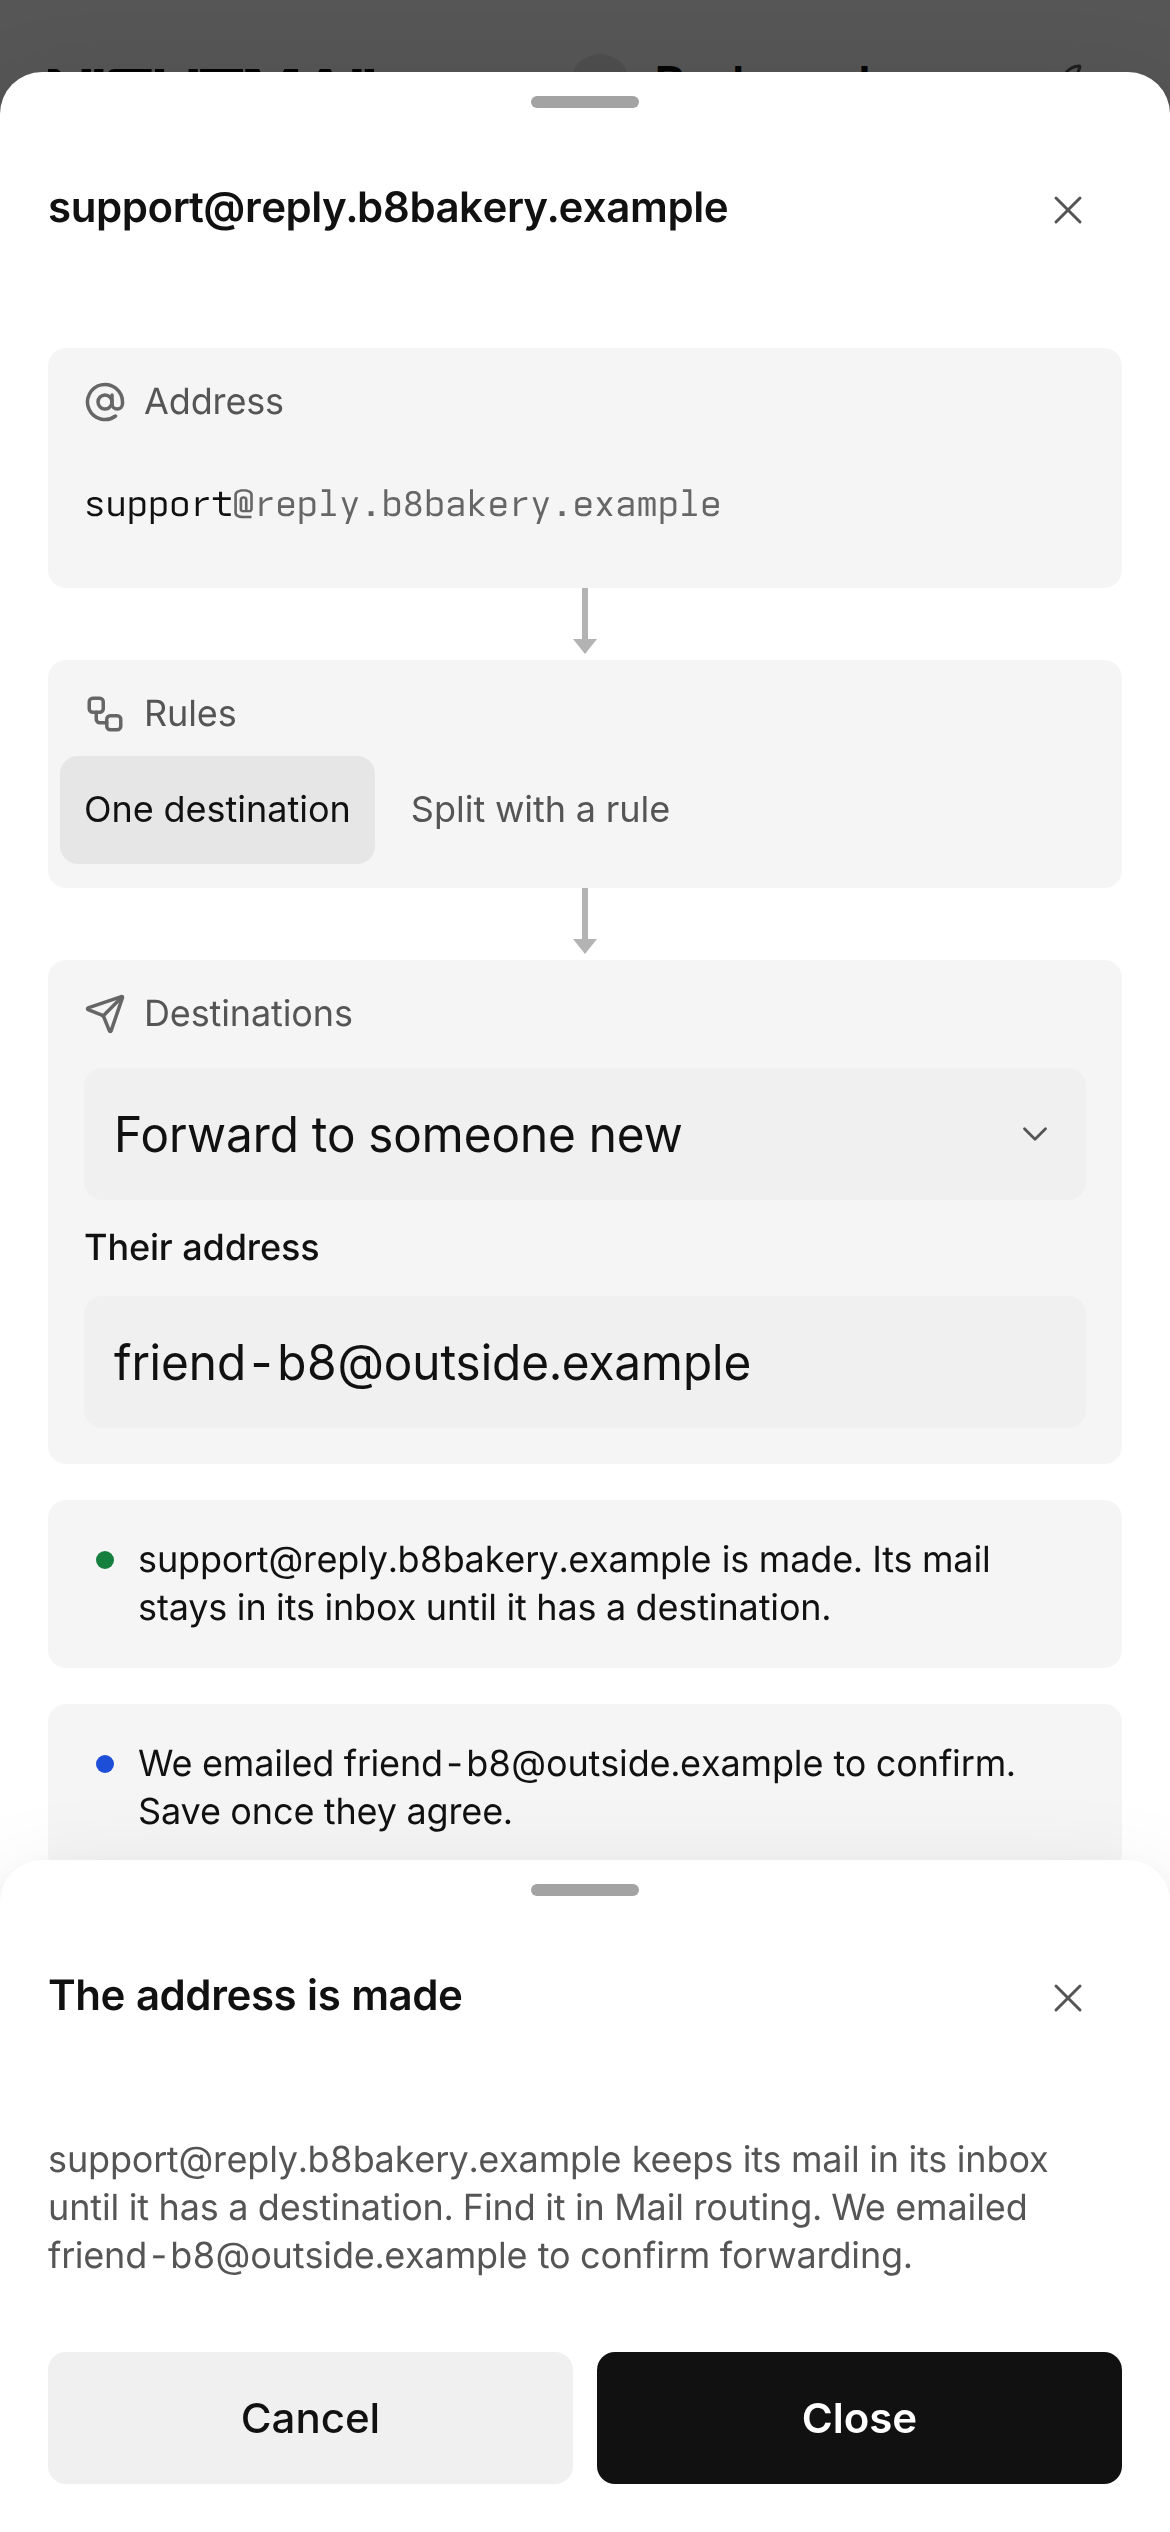 support@reply.b8bakery.example
Address
support@reply.b8bakery.example
Rules
One destination
Split with a rule
Destinations
Forward to someone new
Their address
friend-b8@outside.example
support@reply.b8bakery.example is made. Its mail
stays in its inbox until it has a destination.
We emailed friend-b8@outside.example to confirm.
Save once they agree.
The address is made
support@reply.b8bakery.example keeps its mail in its inbox
until it has a destination. Find it in Mail routing. We emailed
friend-b8@outside.example to confirm forwarding.
Cancel
Close